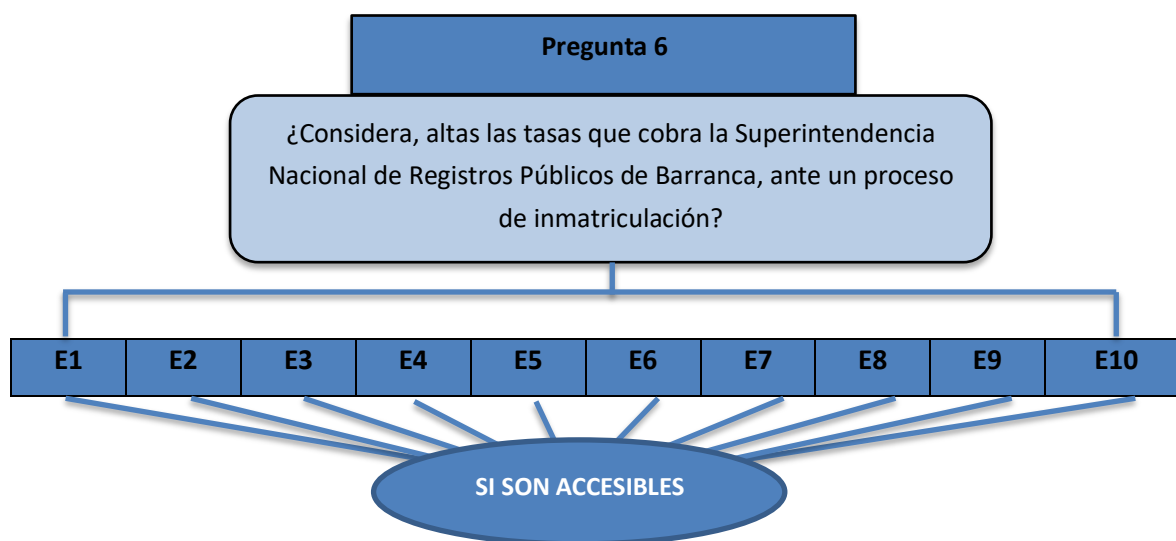 Pregunta 6
¿Considera, altas las tasas que cobra la Superintendencia
Nacional de Registros Públicos de Barranca, ante un proceso
de inmatriculación?
E1 E2 E3 E4 E5 E6 E7 E8 E9 E10
SI SON ACCESIBLES